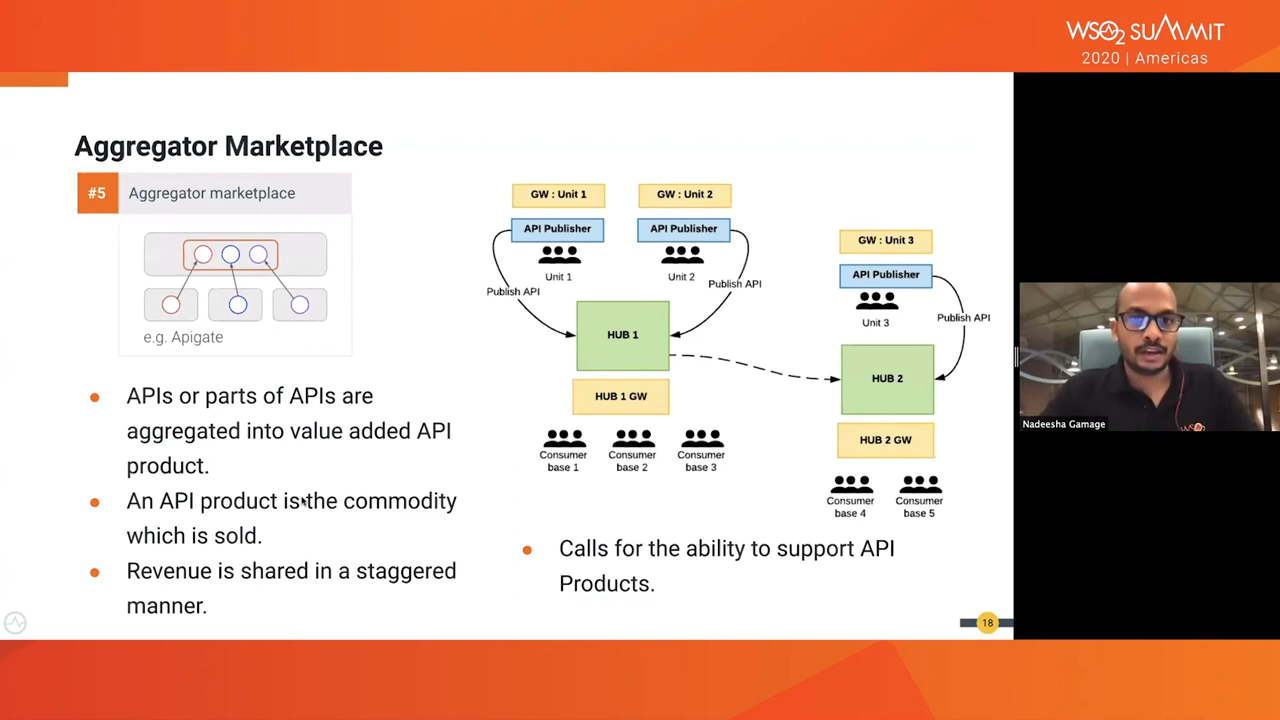 WSO2 SUMMIT
2020 | Americas
Aggregator Marketplace
#5 Aggregator marketplace
e.g. Apigate
APIs or parts of APIs are
aggregated into value added API
product.
An API product is the commodity
which is sold.
Revenue is shared in a staggered
manner.
GW : Unit 1
API Publisher
Unit 1
Publish API
GW : Unit 2
API Publisher
Unit 2
Publish API
HUB 1
HUB 1 GW
Consumer
base 1
Consumer
base 2
Consumer
base 3
GW : Unit 3
API Publisher
Unit 3
Publish API
HUB 2
HUB 2 GW
Consumer
base 4
Consumer
base 5
Calls for the ability to support API
Products.
18
Nadeesha Gamage